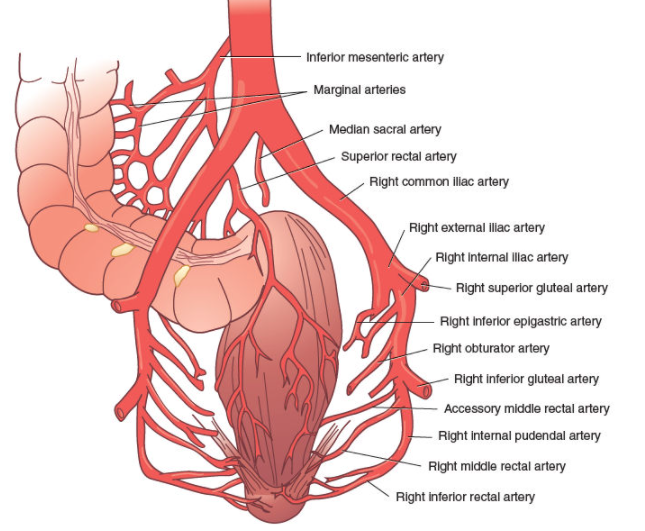 Inferior mesenteric artery
Marginal arteries
Median sacral artery
Superior rectal artery
Right common iliac artery
Right external iliac artery
Right internal iliac artery
Right superior gluteal artery
Right inferior epigastric artery
Right obturator artery
Right inferior gluteal artery
Accessory middle rectal artery
Right internal pudendal artery
Right middle rectal artery
Right inferior rectal artery